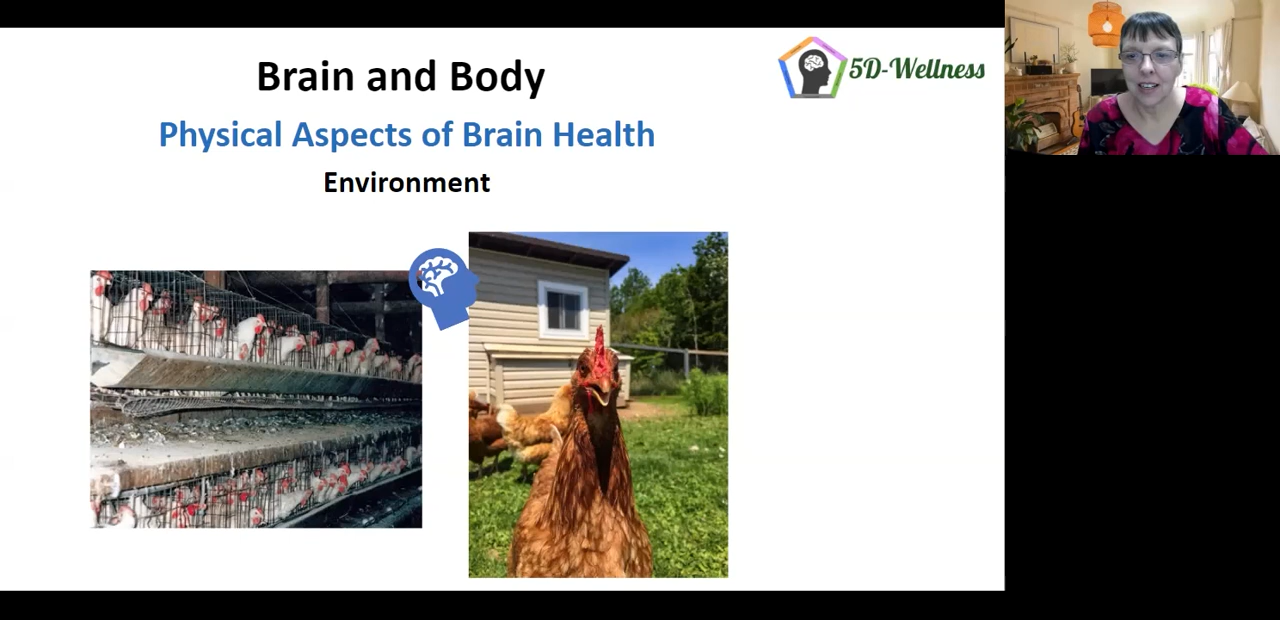 Brain and Body
Physical Aspects of Brain Health
Environment
5D-Wellness